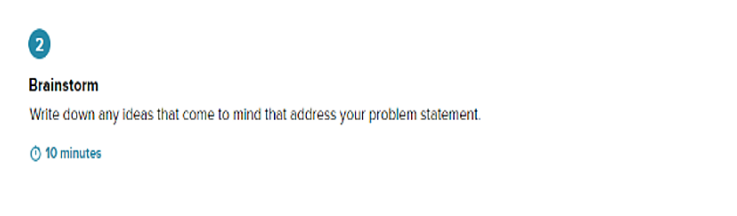 2
Brainstorm
Write down any ideas that come to mind that address your problem statement.
10 minutes